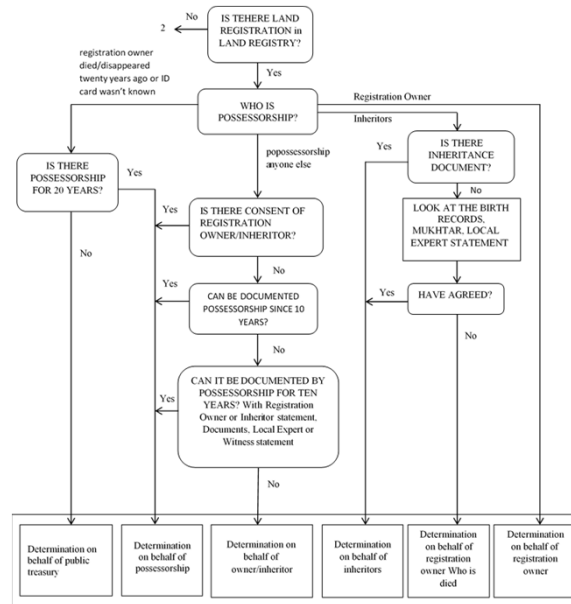 No
IS TEHERE LAND
REGISTRATION in
LAND REGISTRY?
2
registration owner
died/disappeared
twenty years ago or ID
card wasn't known
Yes
WHO IS
POSSESSORSHIP?
Registration Owner
Inheritors
Yes
IS THERE
INHERITANCE
DOCUMENT?
IS THERE
POSSESSORSHIP
FOR 20 YEARS?
Yes
popossessorship
anyone else
No
Yes
IS THERE CONSENT OF
REGISTRATION
OWNER/INHERITOR?
LOOK AT THE BIRTH
RECORDS,
MUKHTAR, LOCAL
EXPERT STATEMENT
No
No
Yes
CAN BE DOCUMENTED
POSSESSORSHIP SINCE 10
YEARS?
Yes
HAVE AGREED?
No
No
Yes
CAN IT BE DOCUMENTED BY
POSSESSORSHIP FOR TEN
YEARS? With Registration
Owner or Inheritor statement,
Documents, Local Expert or
Witness statement
No
Determination on
behalf of public
treasury
Determination
on behalf of
possessorship
Determination on
behalf of
owner/inheritor
Determination
on behalf of
inheritors
Determination
on behalf of
registration
owner Who is
died
Determination
on behalf of
registration
owner